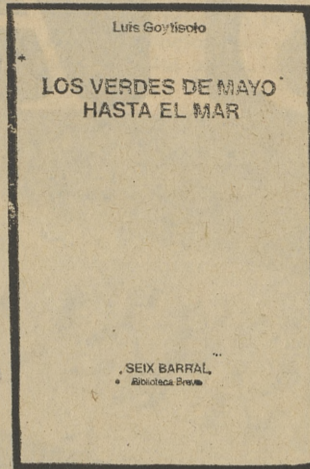 Luis Goytisolo
LOS VERDES DE MAYO
HASTA EL MAR
SEIX BARRAL
Biblioteca Breve